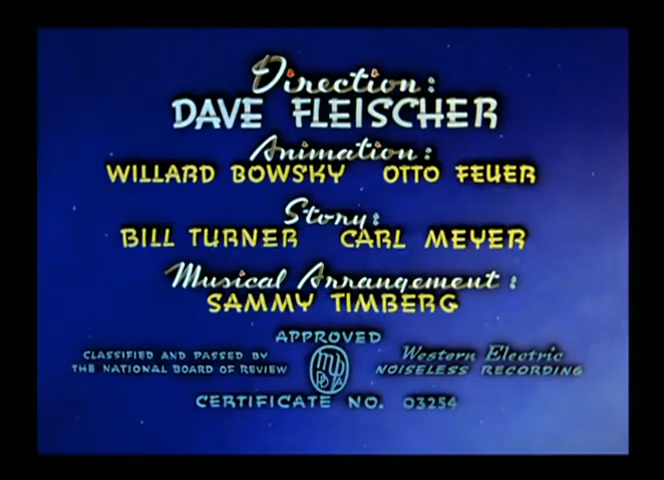 Direction:
DAVE FLEISCHER
Animation:
WILLARD BOWSKY OTTO FEUER
Story:
BILL TURNER CARL MEYER
Musical Arrangement:
SAMMY TIMBERG
APPROVED
CLASSIFIED AND PASSED BY
THE NATIONAL BOARD OF REVIEW
MPPDA
Western Electric
NOISELESS RECORDING
CERTIFICATE NO. 03254